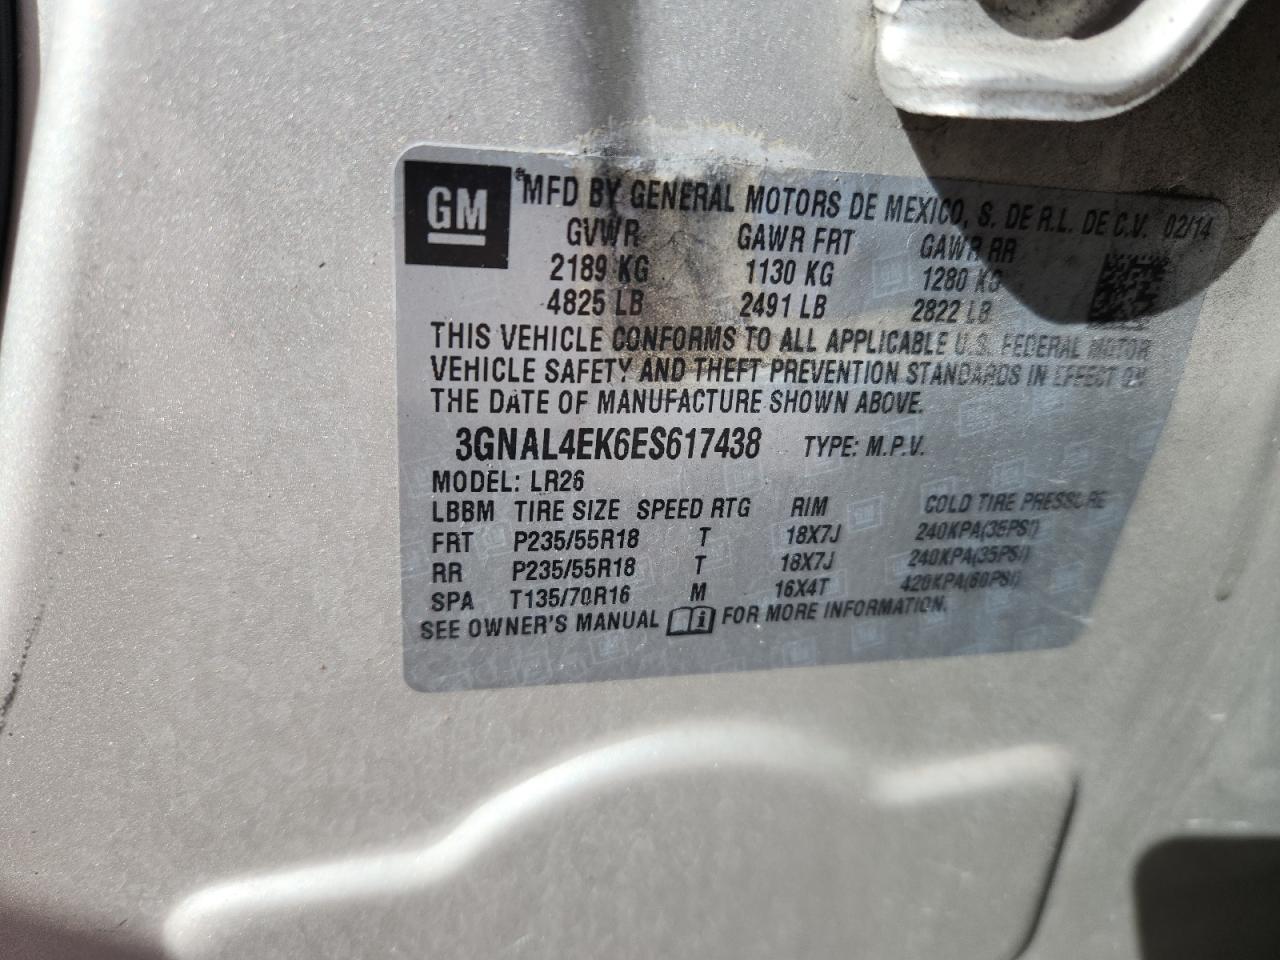 GM
® MFD BY GENERAL MOTORS DE MEXICO, S. DE R.L. DE C.V. 02/14
GVWR GAWR FRT GAWR RR
2189 KG 1130 KG 1280 KG
4825 LB 2491 LB 2822 LB
THIS VEHICLE CONFORMS TO ALL APPLICABLE U.S. FEDERAL MOTOR
VEHICLE SAFETY AND THEFT PREVENTION STANDARDS IN EFFECT ON
THE DATE OF MANUFACTURE SHOWN ABOVE.
3GNAL4EK6ES617438 TYPE: M.P.V.
MODEL: LR26
LBBM TIRE SIZE SPEED RTG RIM COLD TIRE PRESSURE
FRT P235/55R18 T 18X7J 240KPA(35PSI)
RR P235/55R18 T 18X7J 240KPA(35PSI)
SPA T135/70R16 M 16X4T 420KPA(60PSI)
SEE OWNER'S MANUAL i FOR MORE INFORMATION.